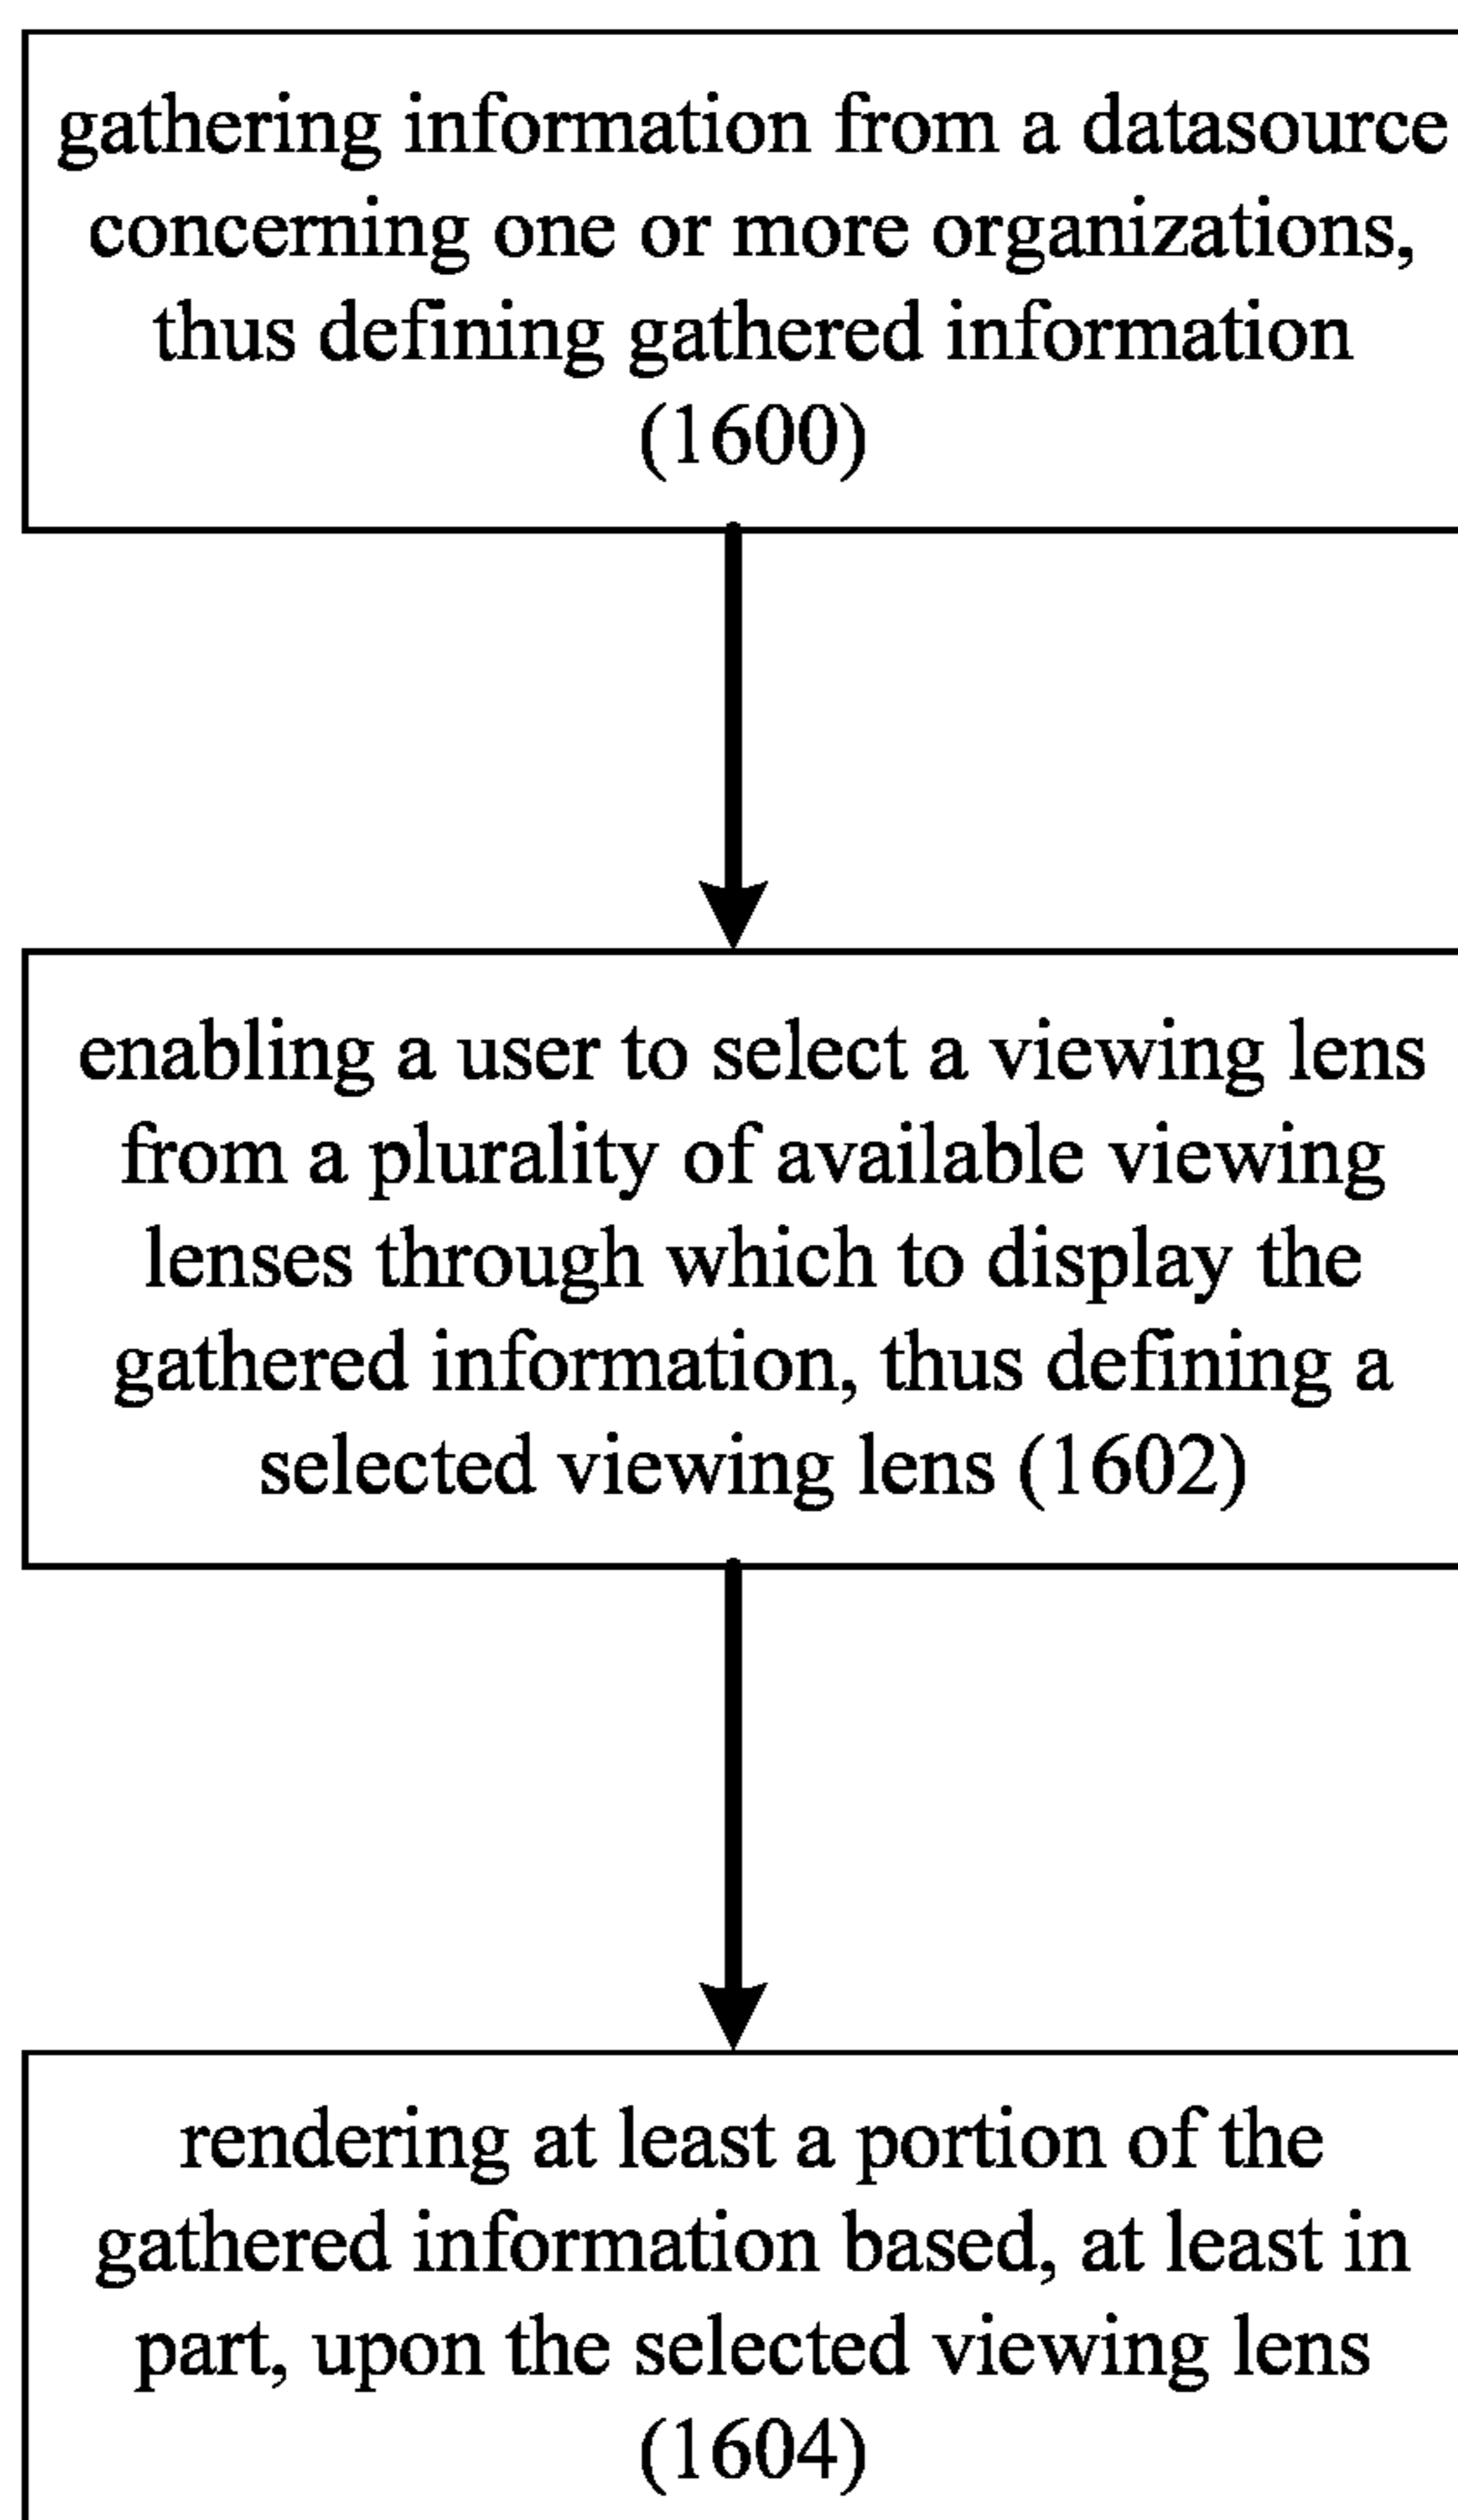 gathering information from a datasource
concerning one or more organizations,
thus defining gathered information
(1600)
enabling a user to select a viewing lens
from a plurality of available viewing
lenses through which to display the
gathered information, thus defining a
selected viewing lens (1602)
rendering at least a portion of the
gathered information based, at least in
part, upon the selected viewing lens
(1604)